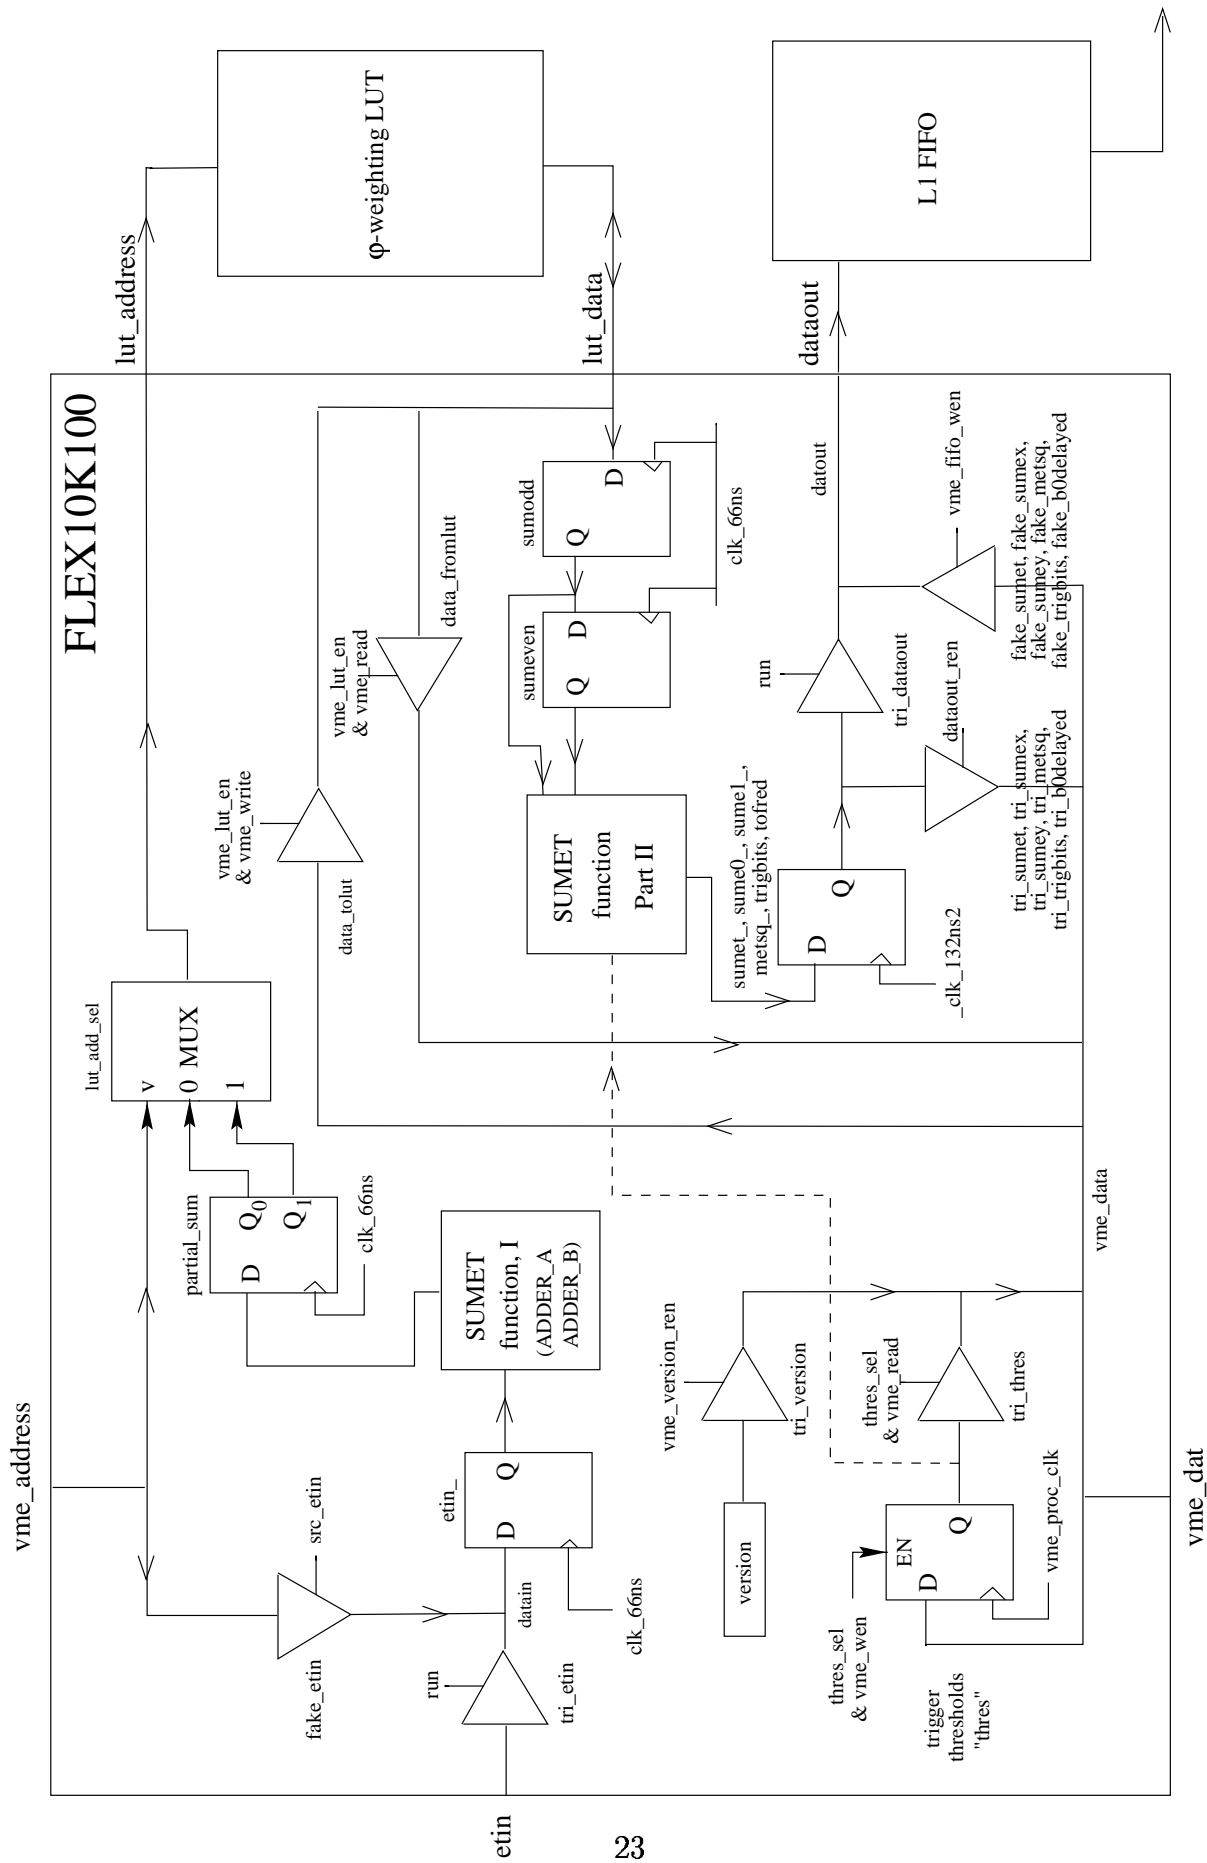 FLEX10K100
vme_address
lut_address
φ-weighting LUT
lut_data
L1 FIFO
dataout
lut_add_sel
v
0 MUX
1
partial_sum
D
Q0
Q1
clk_66ns
vme_lut_en
& vme_write
data_tolut
vme_lut_en
& vme_read
data_fromlut
sumodd
Q
D
sumeven
Q
D
clk_66ns
fake_etin
src_etin
run
tri_etin
etin
datain
etin_
D
Q
clk_66ns
SUMET
function, I
(ADDER_A
ADDER_B)
SUMET
function
Part II
sumet_, sume0_, sume1_,
metsq_, trigbits, tofred
D
Q
_clk_132ns2
run
tri_dataout
datout
dataout_ren
vme_fifo_wen
tri_sumet, tri_sumex,
tri_sumey, tri_metsq,
tri_trigbits, tri_b0delayed
fake_sumet, fake_sumex,
fake_sumey, fake_metsq,
fake_trigbits, fake_b0delayed
version
vme_version_ren
tri_version
thres_sel
& vme_read
tri_thres
thres_sel
& vme_wen
EN
D
Q
vme_proc_clk
trigger
thresholds
"thres"
vme_data
vme_dat
23